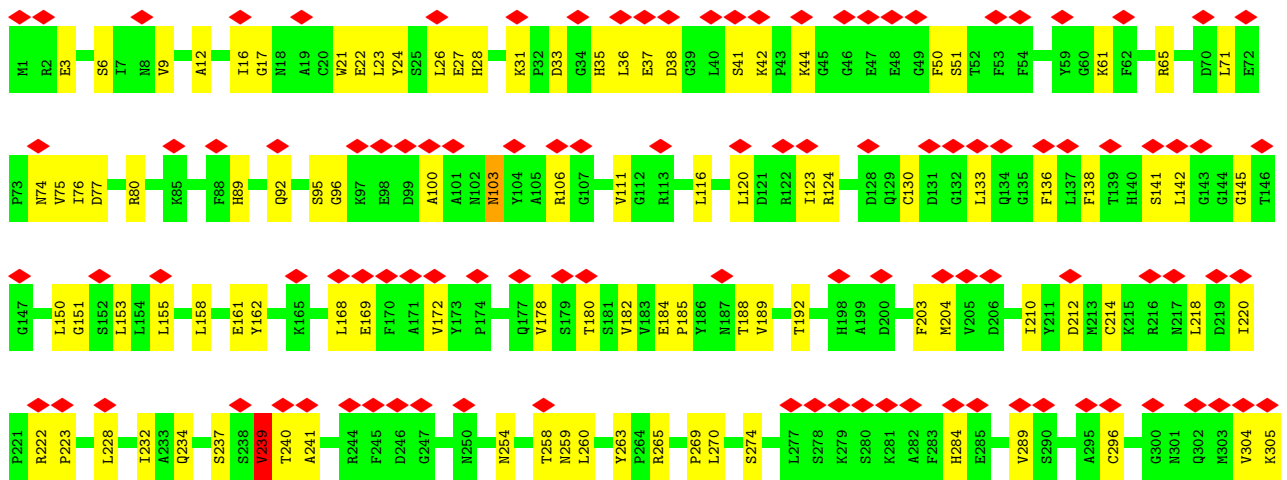 M1 R2 E3 S6 I7 N8 V9 A12 I16 G17 N18 A19 C20 W21 E22 L23 Y24 S25 L26 E27 H28 K31 P32 D33 G34 H35 L36 E37 D38 G39 L40 S41 K42 P43 K44 G45 G46 E47 E48 G49 F50 S51 T52 F53 F54 Y59 G60 K61 F62 R65 D70 L71 E72
P73 N74 V75 I76 D77 R80 K85 F88 H89 Q92 S95 G96 K97 E98 D99 A100 A101 N102 N103 Y104 A105 R106 G107 V111 G112 R113 L116 L120 D121 R122 I123 R124 D128 Q129 C130 D131 G132 L133 Q134 G135 F136 L137 F138 T139 H140 S141 L142 G143 G144 G145 T146
G147 L150 G151 S152 L153 L154 L155 L158 E161 Y162 K165 L168 E169 F170 A171 V172 Y173 P174 Q177 V178 S179 T180 S181 V182 V183 E184 P185 Y186 N187 T188 V189 T192 H198 A199 D200 F203 M204 V205 D206 I210 Y211 D212 M213 C214 K215 R216 N217 L218 D219 I220
P221 R222 P223 L228 I232 A233 Q234 S237 S238 V239 T240 A241 R244 F245 D246 G247 N250 N254 T258 N259 L260 Y263 P264 R265 P269 L270 S274 L277 S278 K279 S280 K281 A282 F283 H284 E285 V289 S290 A295 C296 G300 N301 Q302 M303 V304 K305